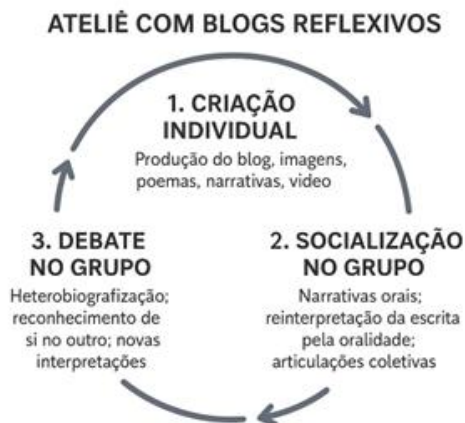 ATELIÊ COM BLOGS REFLEXIVOS
1. CRIAÇÃO
INDIVIDUAL
Produção do blog, imagens,
poemas, narrativas, video
2. SOCIALIZAÇÃO
NO GRUPO
Narrativas orais;
reinterpretação da escrita
pela oralidade;
articulações coletivas
3. DEBATE
NO GRUPO
Heterobiografização;
reconhecimento de
si no outro; novas
interpretações